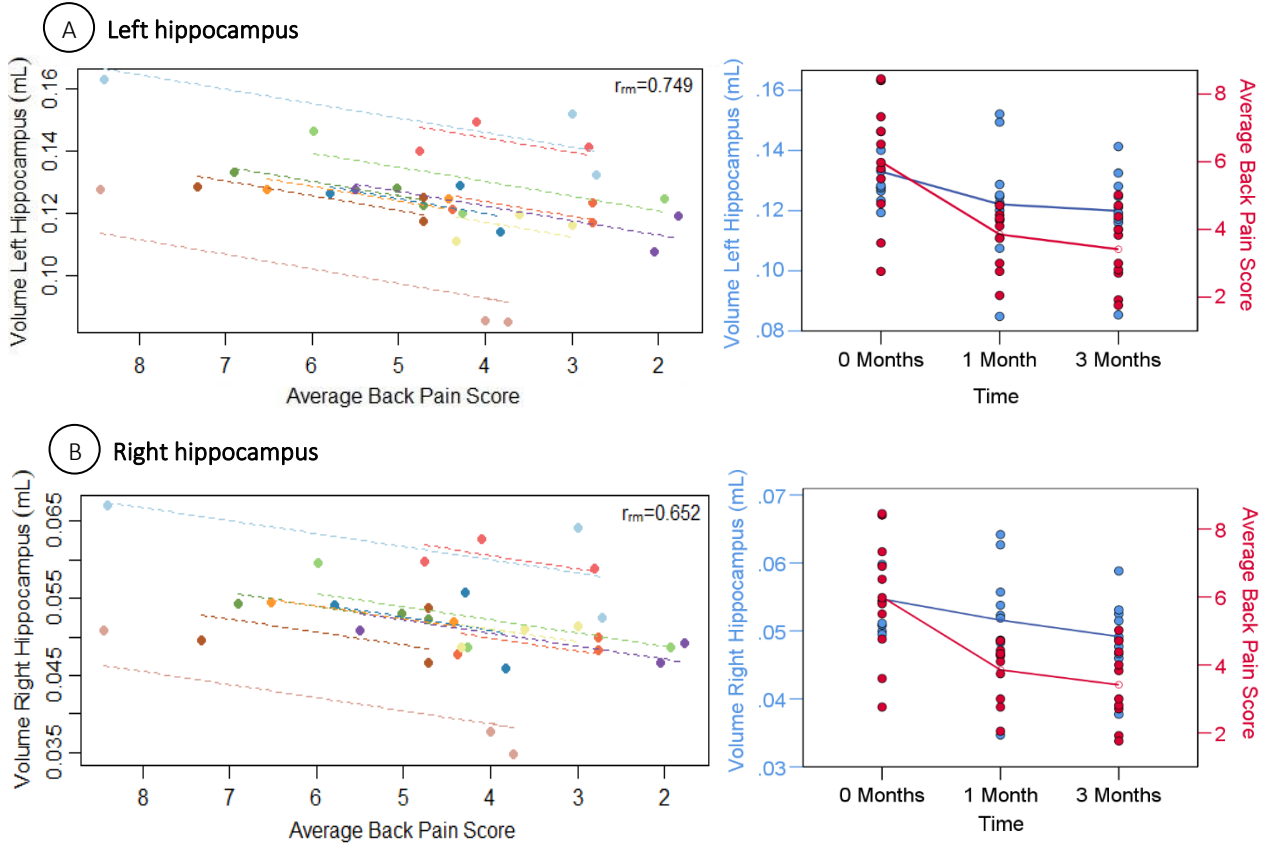 A Left hippocampus
Volume Left Hippocampus (mL)
0.16
0.14
0.12
0.10
rrm=0.749
8 7 6 5 4 3 2
Average Back Pain Score
Volume Left Hippocampus (mL)
.16
.14
.12
.10
.08
8
6
4
2
Average Back Pain Score
0 Months 1 Month 3 Months
Time
B Right hippocampus
Volume Right Hippocampus (mL)
0.065
0.055
0.045
0.035
rrm=0.652
8 7 6 5 4 3 2
Average Back Pain Score
Volume Right Hippocampus (mL)
.07
.06
.05
.04
.03
8
6
4
2
Average Back Pain Score
0 Months 1 Month 3 Months
Time